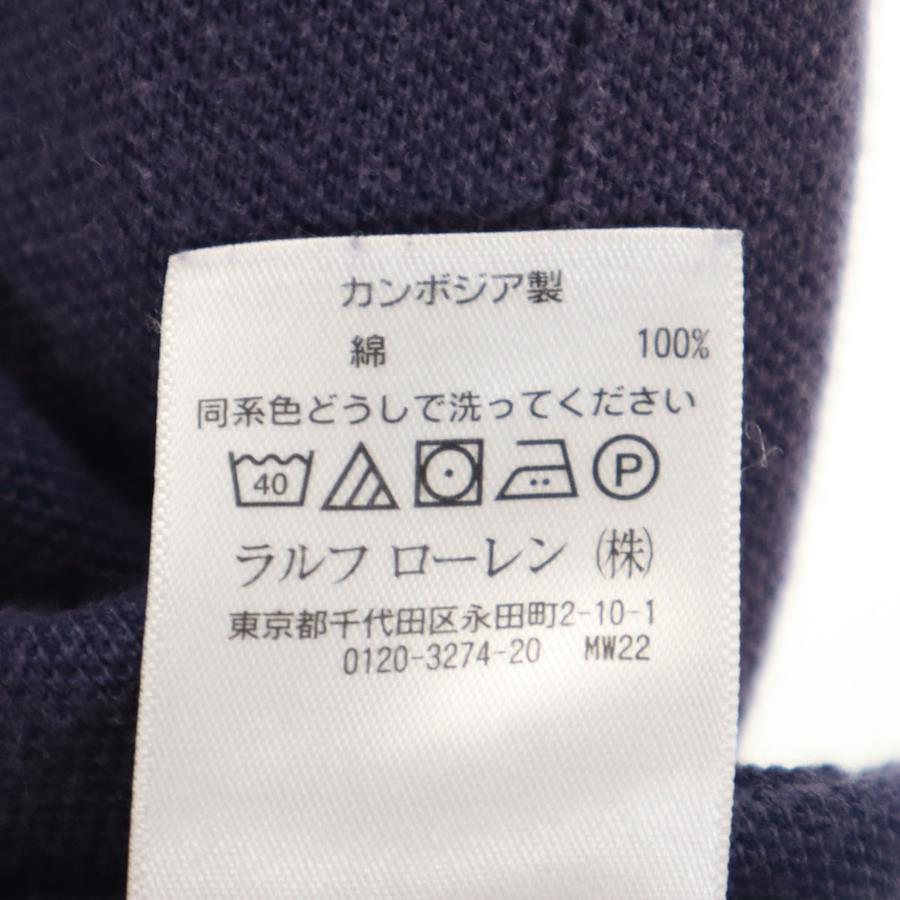 カンボジア製
綿 100%
同系色どうしで洗ってください
40 P
ラルフ ローレン ㈱
東京都千代田区永田町2-10-1
0120-3274-20 MW22